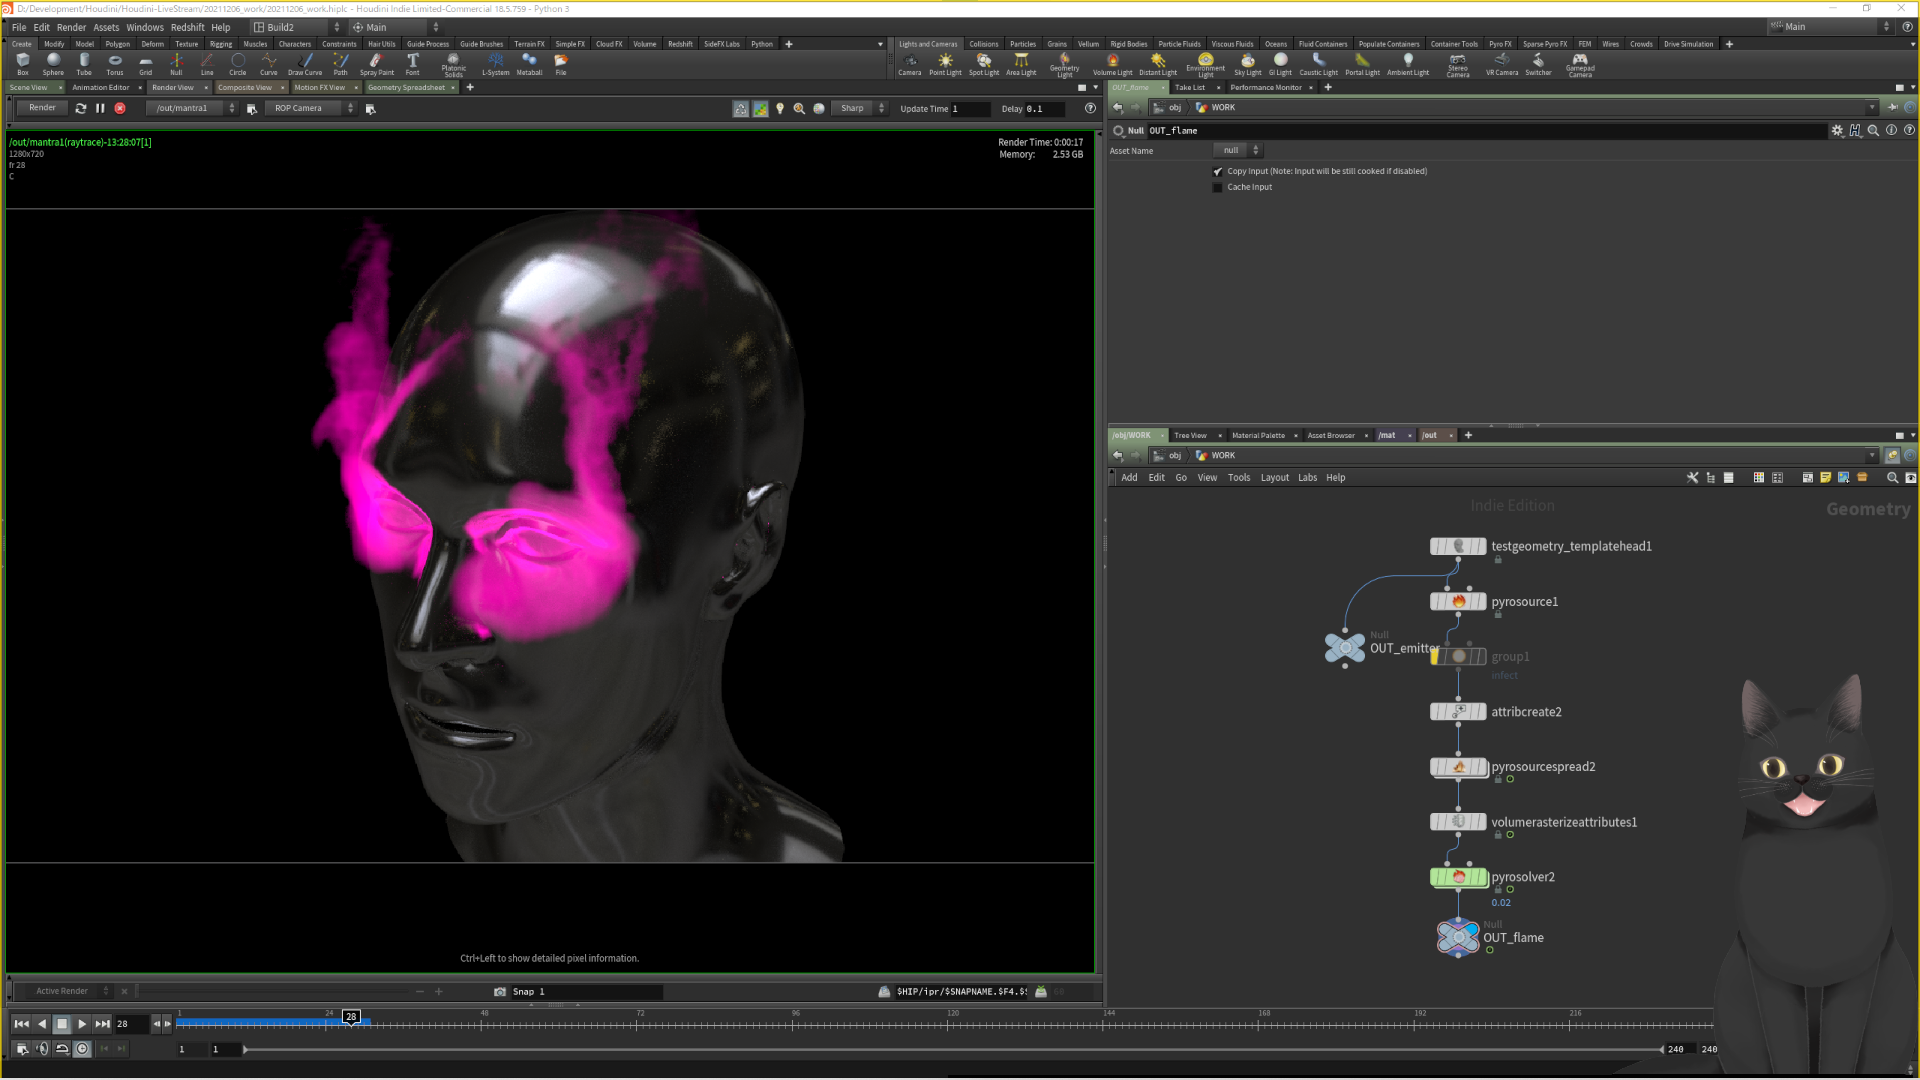 D:/Development/Houdini/Houdini-LiveStream/20211206_work/20211206_work.hiplc - Houdini Indie Limited-Commercial 18.5.759 - Python 3
File Edit Render Assets Windows Redshift Help Build2 Main Main
Create Modify Model Polygon Deform Texture Rigging Muscles Characters Constraints Hair Utils Guide Process Guide Brushes Terrain FX Simple FX Cloud FX Volume Redshift SideFX Labs Python
Lights and Cameras Collisions Particles Grains Vellum Rigid Bodies Particle Fluids Viscous Fluids Oceans Fluid Containers Populate Containers Container Tools Pyro FX Sparse Pyro FX FEM Wires Crowds Drive Simulation
Box Sphere Tube Torus Grid Null Line Circle Curve Draw Curve Path Spray Paint Font Platonic Solids L-System Metaball File
Camera Point Light Spot Light Area Light Geometry Light Volume Light Distant Light Environment Light Sky Light GI Light Caustic Light Portal Light Ambient Light Stereo Camera VR Camera Switcher Gamepad Camera
Scene View Animation Editor Render View Composite View Motion FX View Geometry Spreadsheet
Render /out/mantra1 ROP Camera Sharp Update Time 1 Delay 0.1
/out/mantra1(raytrace)-13:28:07[1]
1280x720
fr 28
C
Render Time: 0:00:17
Memory: 2.53 GB
Ctrl+Left to show detailed pixel information.
Active Render Snap 1 $HIP/ipr/$SNAPNAME.$F4.$ 60
OUT_flame Take List Performance Monitor
obj WORK
Null OUT_flame
Asset Name null
Copy Input (Note: Input will be still cooked if disabled)
Cache Input
/obj/WORK Tree View Material Palette Asset Browser /mat /out
obj WORK
Add Edit Go View Tools Layout Labs Help
Indie Edition
Geometry
testgeometry_templatehead1
pyrosource1
Null
OUT_emitter
group1
infect
attribcreate2
pyrosourcespread2
volumerasterizeattributes1
pyrosolver2
0.02
Null
OUT_flame
28 1 24 28 48 72 96 120 144 168 192 216
1 1 240 240